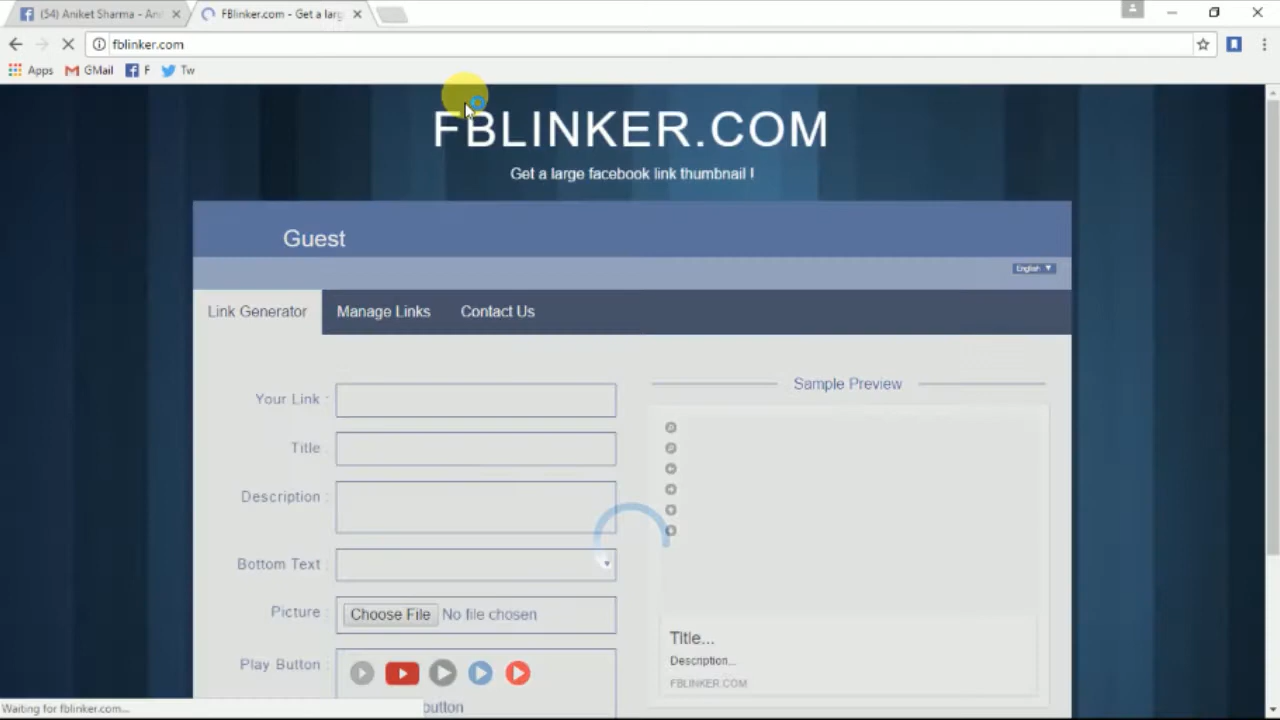 (54) Aniket Sharma - An
FBlinker.com - Get a larg
fblinker.com
Apps GMail F Tw
FBLINKER.COM
Get a large facebook link thumbnail !
Guest
English ▼
Link Generator Manage Links Contact Us
Your Link :
Title
Description :
Bottom Text
Picture
Choose File No file chosen
Play Button :
button
Sample Preview
Title...
Description...
FBLINKER.COM
Waiting for fblinker.com...